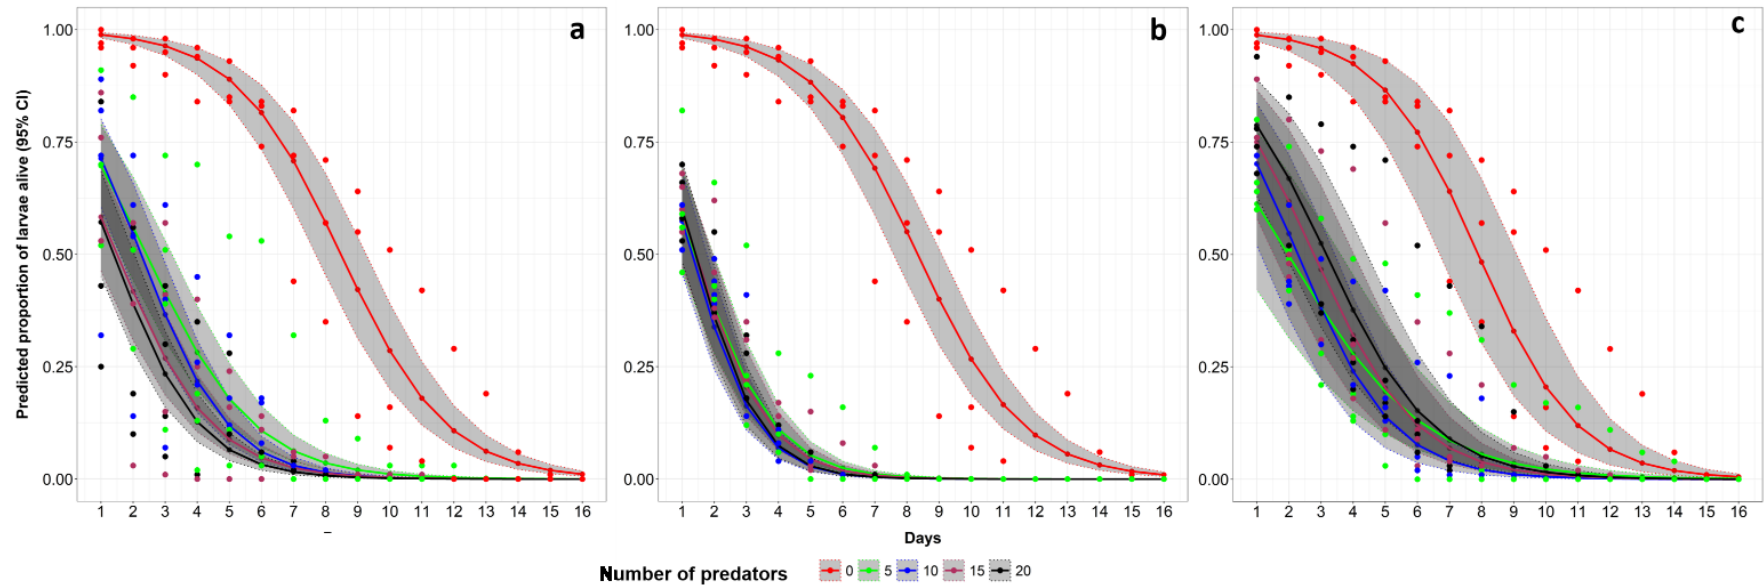 a
b
c
Predicted proportion of larvae alive (95% CI)
1.00
0.75
0.50
0.25
0.00
1 2 3 4 5 6 7 8 9 10 11 12 13 14 15 16
1.00
0.75
0.50
0.25
0.00
1 2 3 4 5 6 7 8 9 10 11 12 13 14 15 16
1.00
0.75
0.50
0.25
0.00
1 2 3 4 5 6 7 8 9 10 11 12 13 14 15 16
Days
Number of predators 0 5 10 15 20